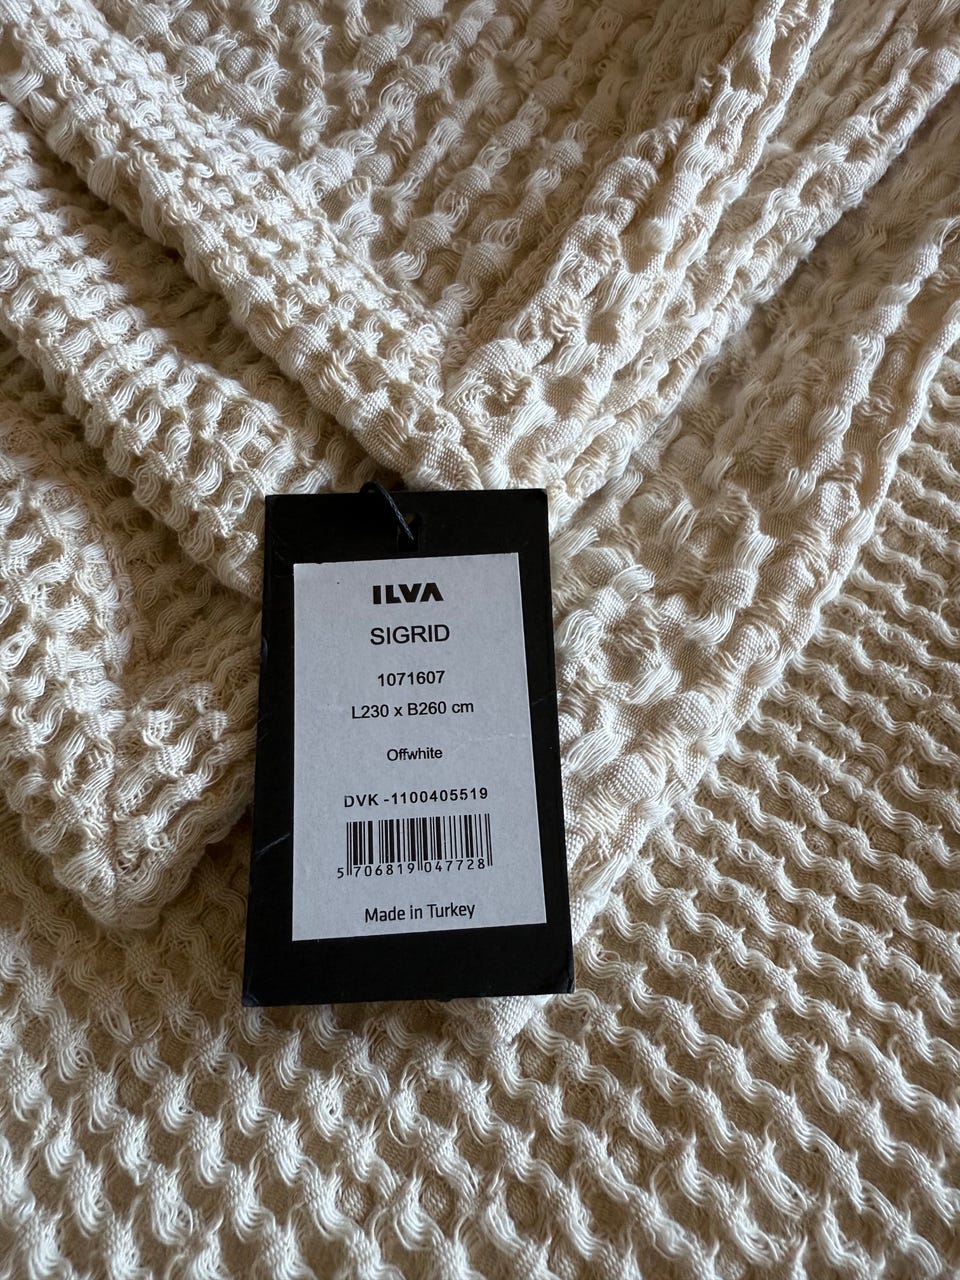 ILVA
SIGRID
1071607
L230 x B260 cm
Offwhite
DVK -1100405519
5 706819 047728
Made in Turkey